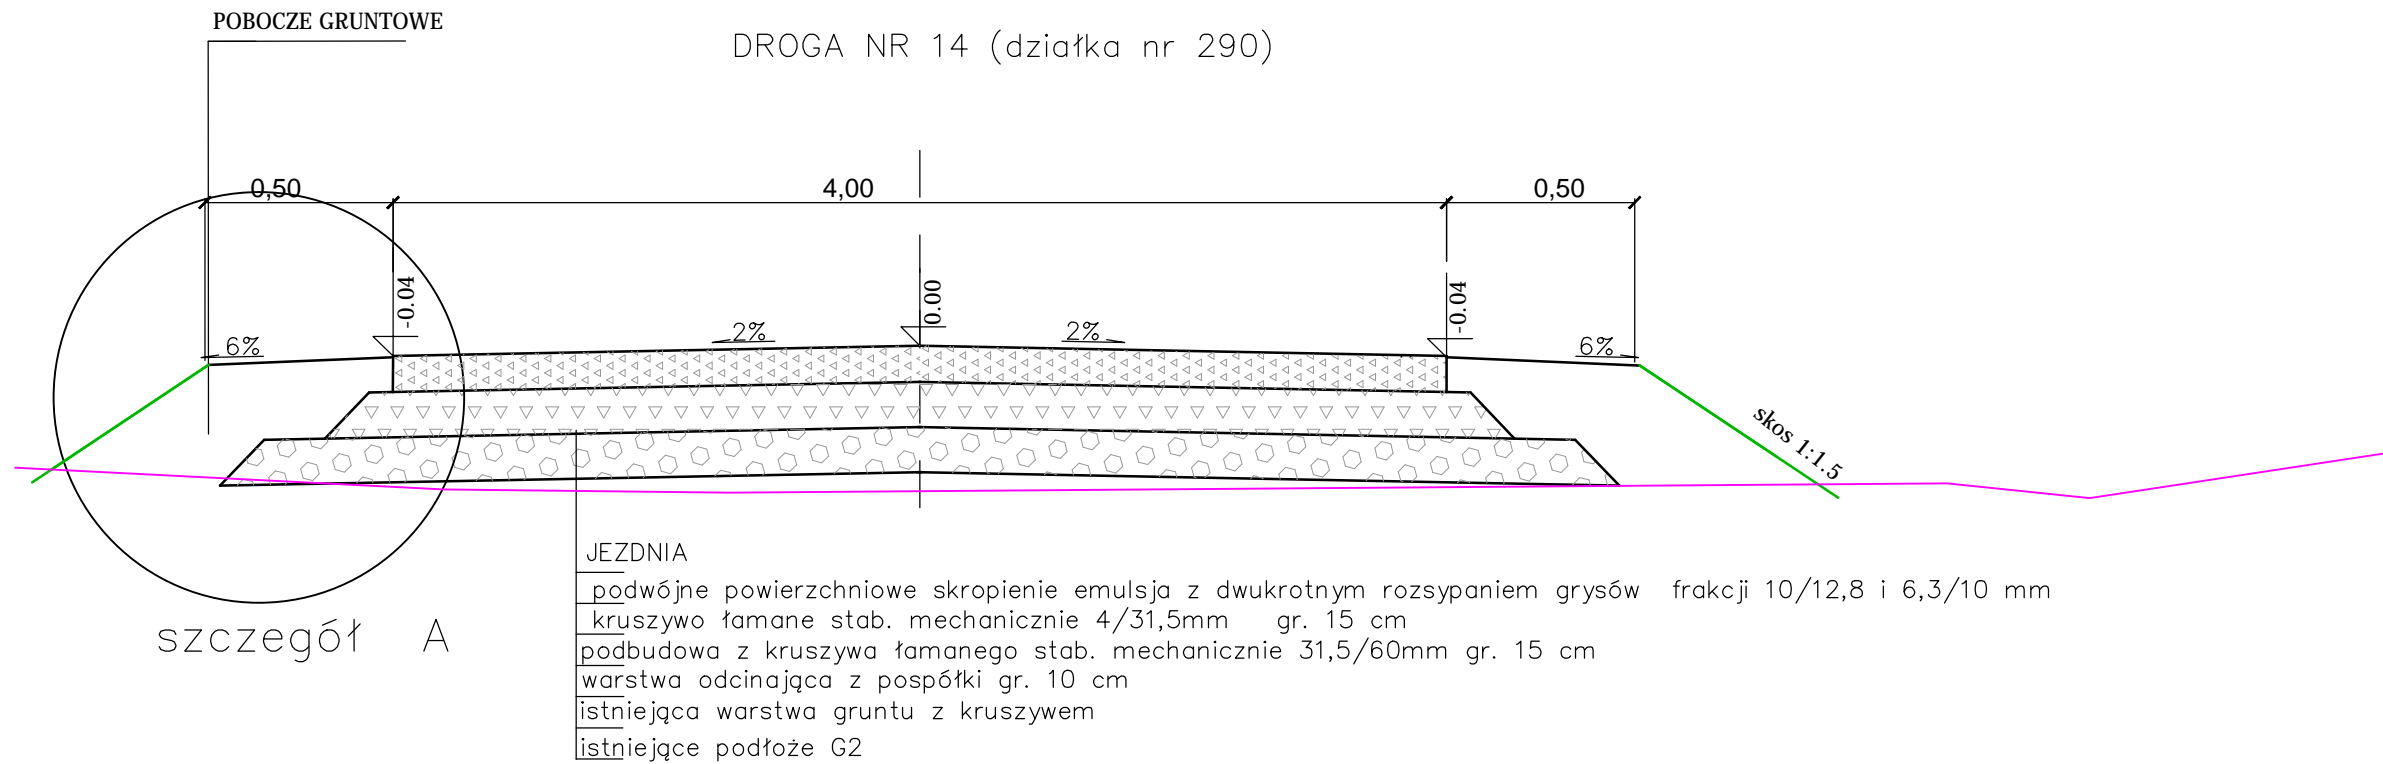 POBOCZE GRUNTOWE
DROGA NR 14 (działka nr 290)
0,50
4,00
0,50
-0.04
0.00
-0.04
6%
2%
2%
6%
skos 1:1.5
JEZDNIA
podwójne powierzchniowe skropienie emulsja z dwukrotnym rozsypaniem grysów frakcji 10/12,8 i 6,3/10 mm
kruszywo łamane stab. mechanicznie 4/31,5mm gr. 15 cm
szczegół A
podbudowa z kruszywa łamanego stab. mechanicznie 31,5/60mm gr. 15 cm
warstwa odcinająca z pospółki gr. 10 cm
istniejąca warstwa gruntu z kruszywem
istniejące podłoże G2